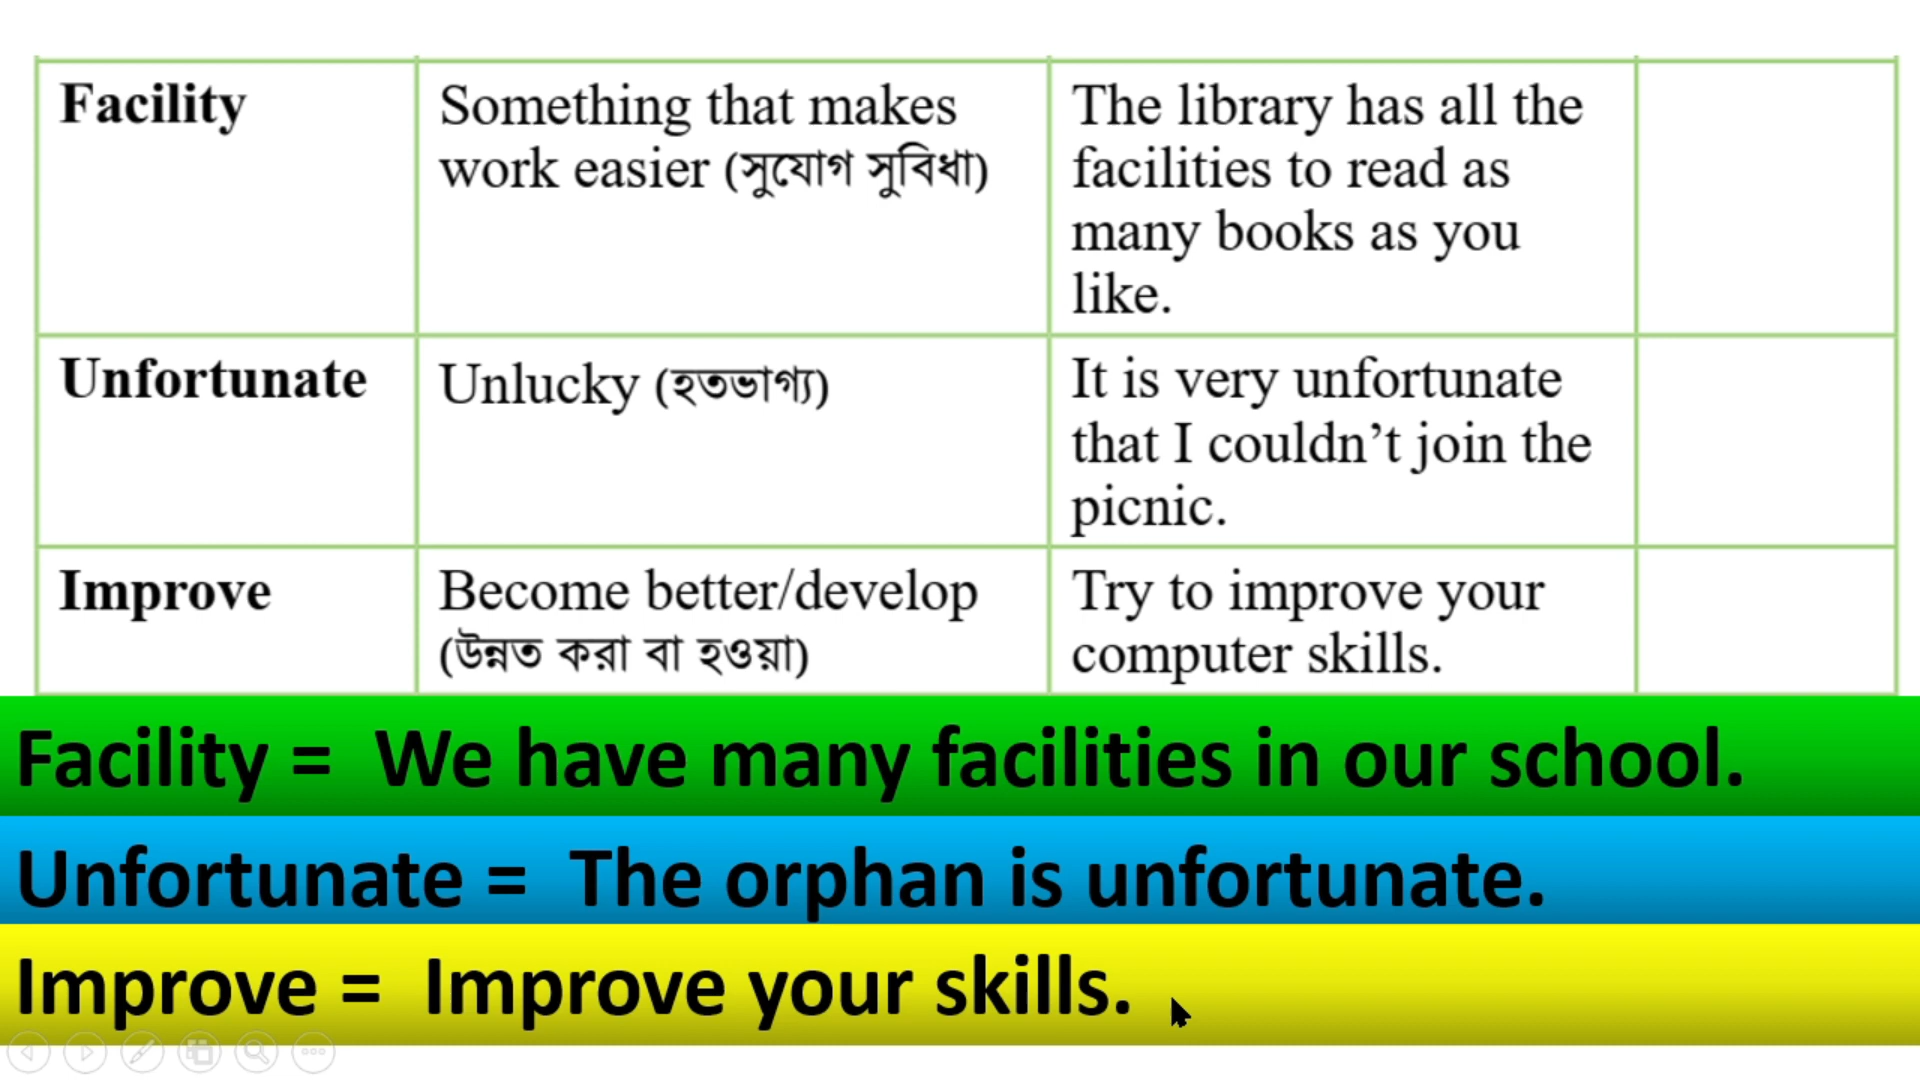 Facility
Something that makes
work easier (সুযোগ সুবিধা)
The library has all the
facilities to read as
many books as you
like.
Unfortunate
Unlucky (হতভাগ্য)
It is very unfortunate
that I couldn’t join the
picnic.
Improve
Become better/develop
(উন্নত করা বা হওয়া)
Try to improve your
computer skills.
Facility = We have many facilities in our school.
Unfortunate = The orphan is unfortunate.
Improve = Improve your skills.